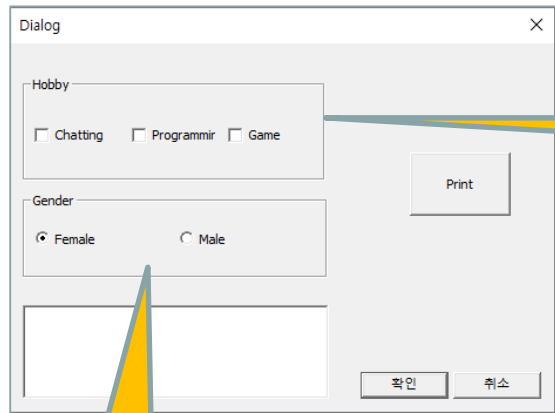 Dialog
Hobby
Chatting Programmir Game
Print
Gender
Female Male
확인 취소